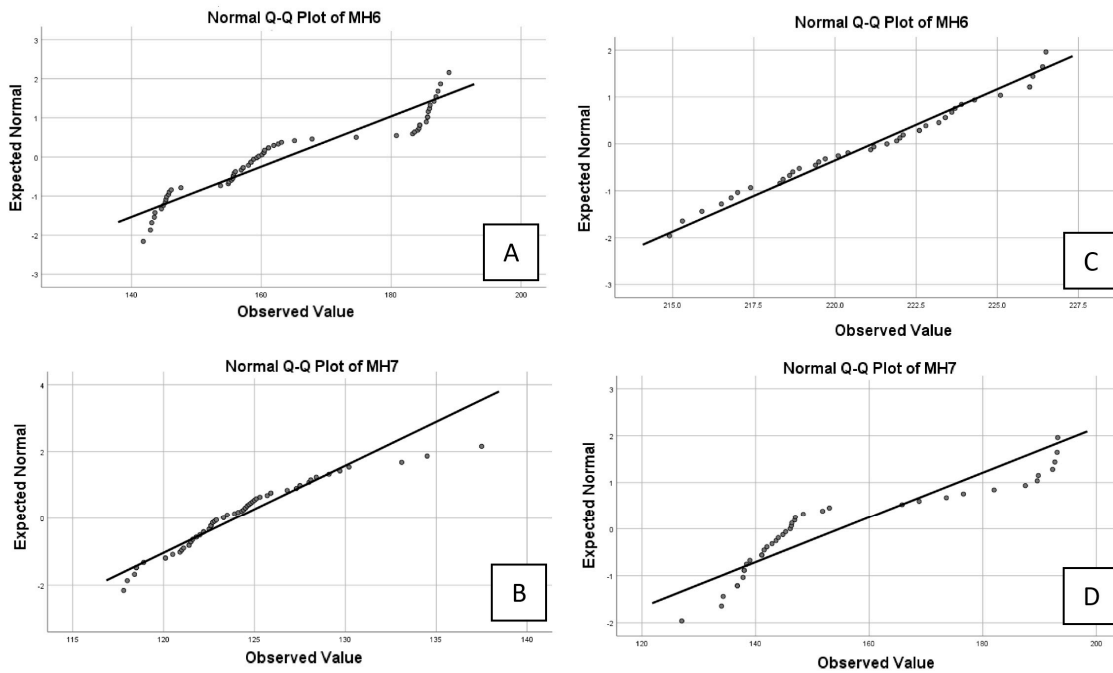 Normal Q-Q Plot of MH6
Expected Normal
3
2
1
0
-1
-2
-3
140
160
180
200
Observed Value
A
Normal Q-Q Plot of MH6
Expected Normal
2
1
0
-1
-2
-3
215.0
217.5
220.0
222.5
225.0
227.5
Observed Value
C
Normal Q-Q Plot of MH7
Expected Normal
4
2
0
-2
115
120
125
130
135
140
Observed Value
B
Normal Q-Q Plot of MH7
Expected Normal
3
2
1
0
-1
-2
120
140
160
180
200
Observed Value
D